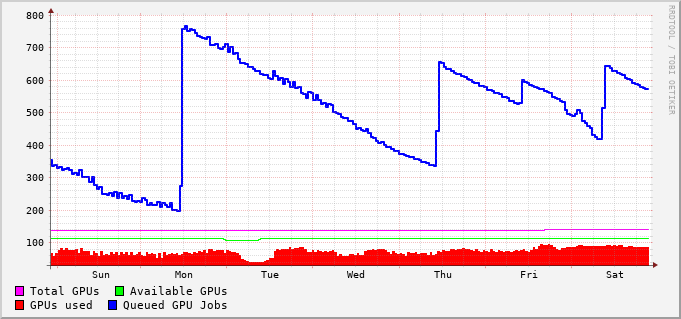 800
700
600
500
400
300
200
100
Sun Mon Tue Wed Thu Fri Sat
Total GPUs Available GPUs
GPUs used Queued GPU Jobs
RRDTOOL / TOBI OETIKER